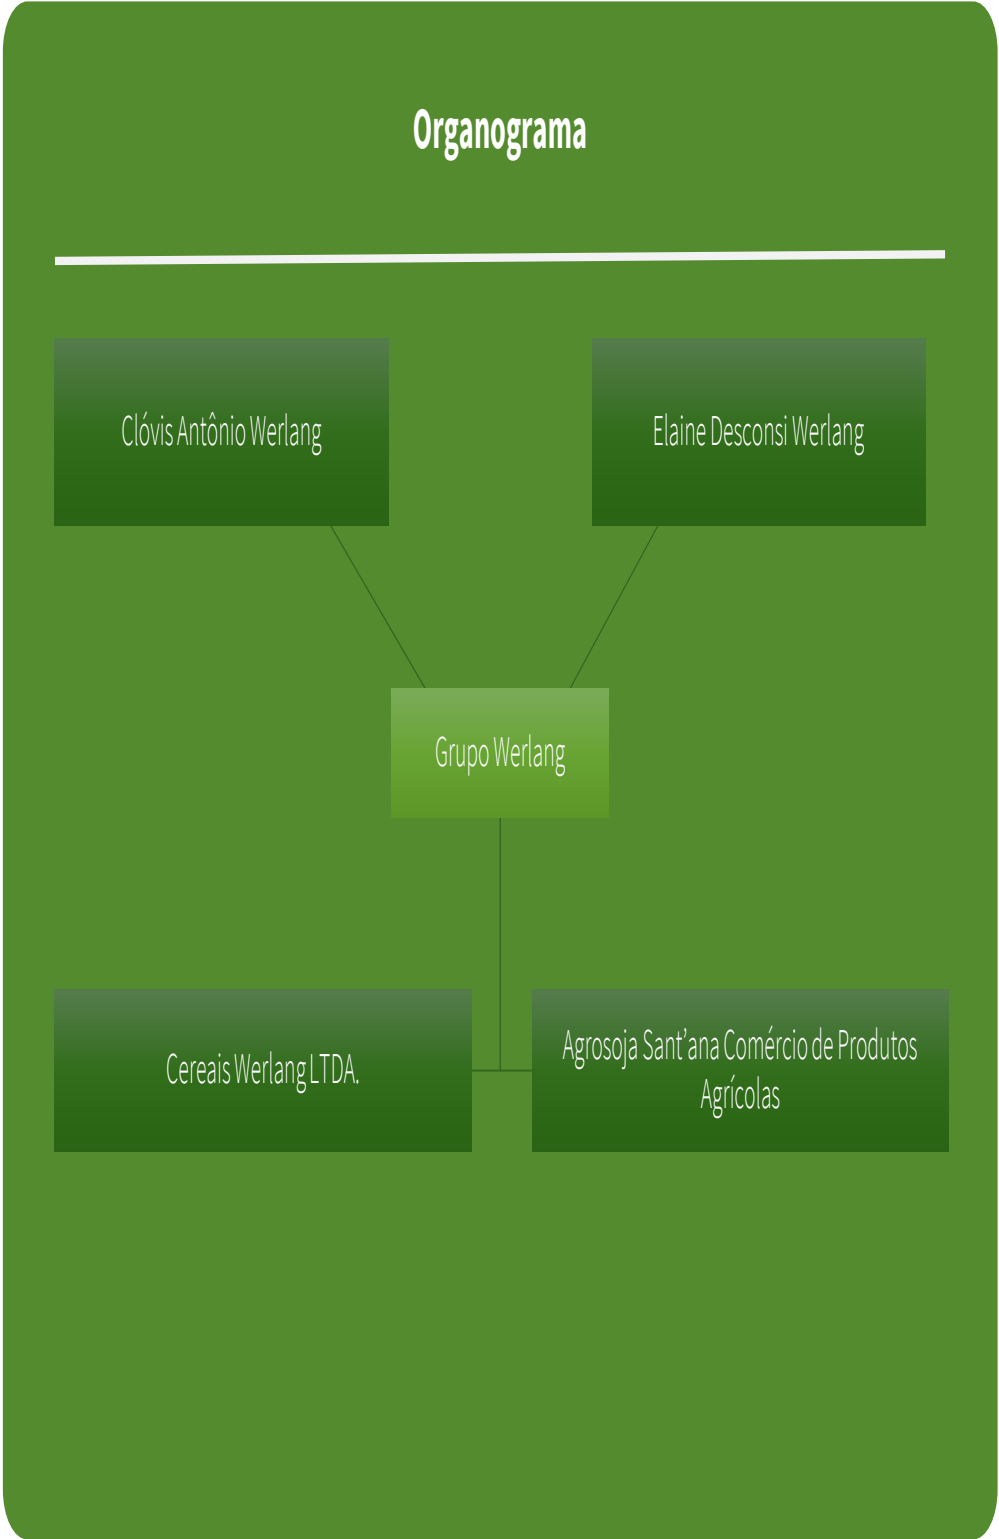 Organograma
Clóvis Antônio Werlang
Elaine Desconsi Werlang
Grupo Werlang
Cereais Werlang LTDA.
Agrosoja Sant’ana Comércio de Produtos
Agrícolas